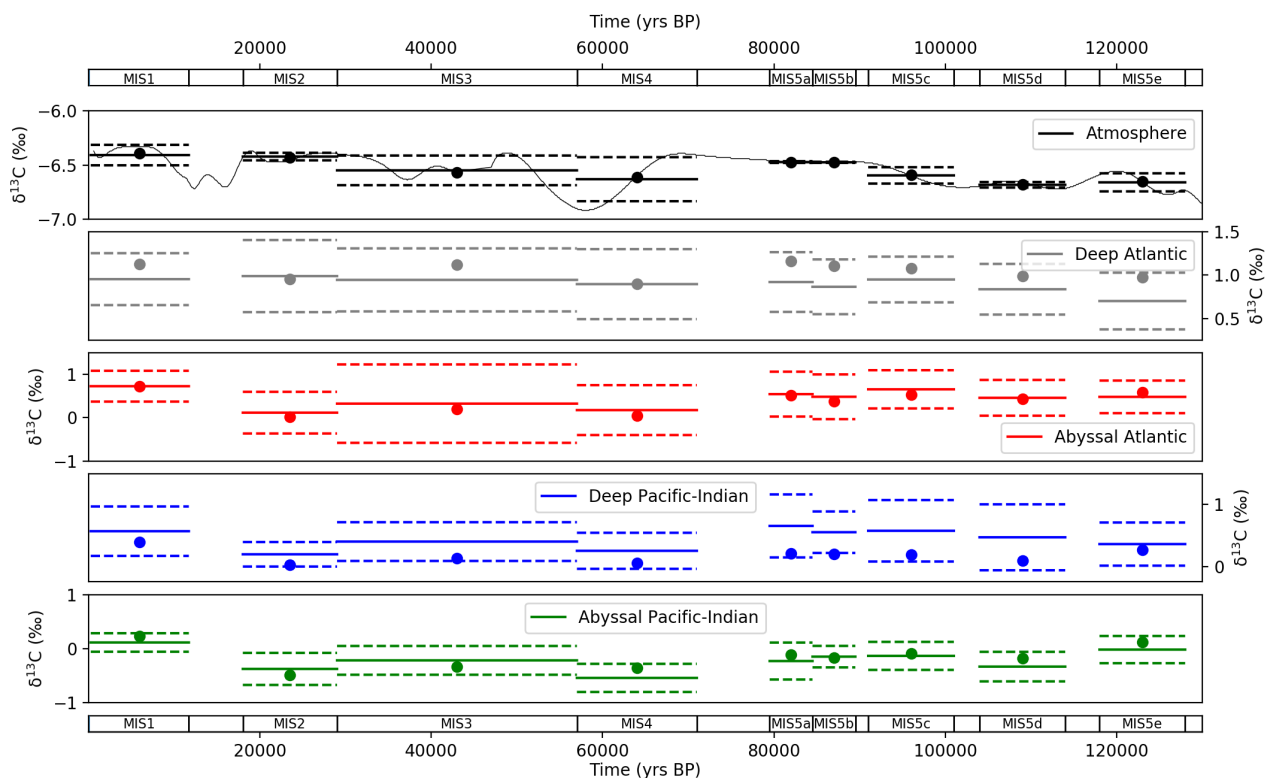 Time (yrs BP)
20000 40000 60000 80000 100000 120000
MIS1 MIS2 MIS3 MIS4 MIS5a MIS5b MIS5c MIS5d MIS5e
−6.0
−6.5
−7.0
δ¹³C (‰)
Atmosphere
1.5
1.0
0.5
δ¹³C (‰)
Deep Atlantic
1
0
−1
δ¹³C (‰)
Abyssal Atlantic
1
0
δ¹³C (‰)
Deep Pacific-Indian
1
0
−1
δ¹³C (‰)
Abyssal Pacific-Indian
MIS1 MIS2 MIS3 MIS4 MIS5a MIS5b MIS5c MIS5d MIS5e
20000 40000 60000 80000 100000 120000
Time (yrs BP)